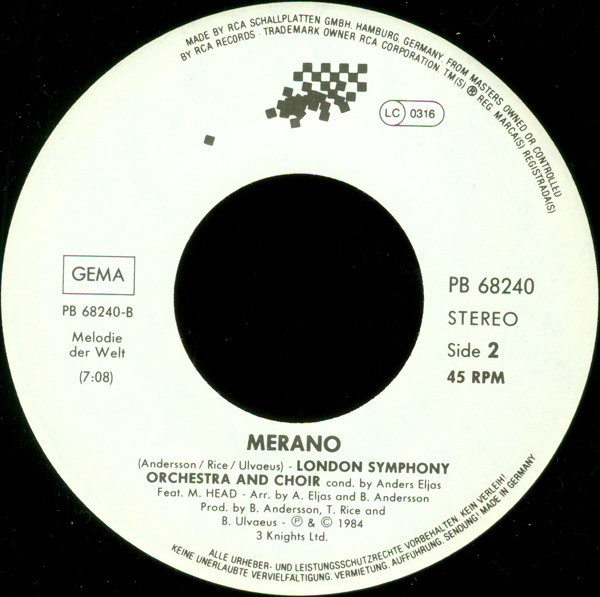 MADE BY RCA SCHALLPLATTEN GMBH, HAMBURG, GERMANY, FROM MASTERS OWNED OR CONTROLLED
BY RCA RECORDS · TRADEMARK OWNER RCA CORPORATION. TM(S) ® REG. MARCA(S) REGISTRADA(S)
LC 0316
GEMA
PB 68240-B
Melodie
der Welt
(7:08)
PB 68240
STEREO
Side 2
45 RPM
MERANO
(Andersson / Rice / Ulvaeus) - LONDON SYMPHONY
ORCHESTRA AND CHOIR cond. by Anders Eljas
Feat. M. HEAD - Arr. by A. Eljas and B. Andersson
Prod. by B. Andersson, T. Rice and
B. Ulvaeus - ℗ & © 1984
3 Knights Ltd.
ALLE URHEBER- UND LEISTUNGSSCHUTZRECHTE VORBEHALTEN. KEIN VERLEIH!
KEINE UNERLAUBTE VERVIELFÄLTIGUNG, VERMIETUNG, AUFFÜHRUNG, SENDUNG! MADE IN GERMANY